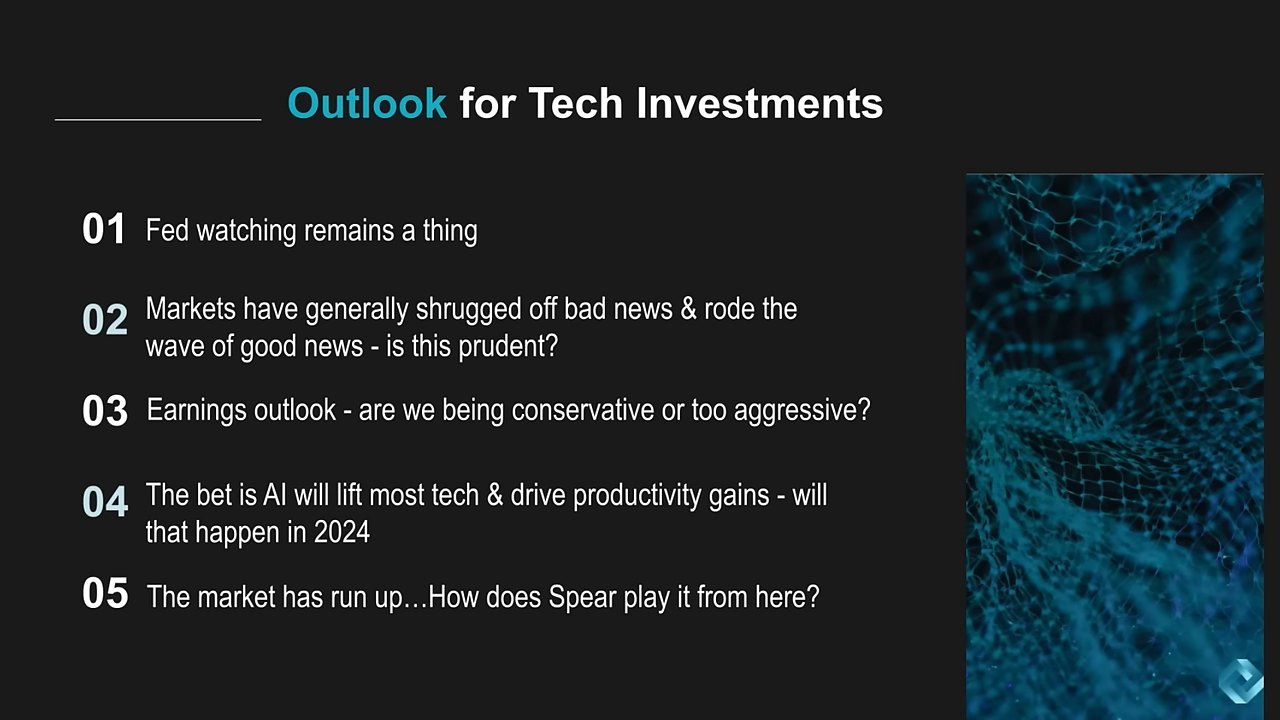 Outlook for Tech Investments
01 Fed watching remains a thing
02 Markets have generally shrugged off bad news & rode the
wave of good news - is this prudent?
03 Earnings outlook - are we being conservative or too aggressive?
04 The bet is AI will lift most tech & drive productivity gains - will
that happen in 2024
05 The market has run up…How does Spear play it from here?